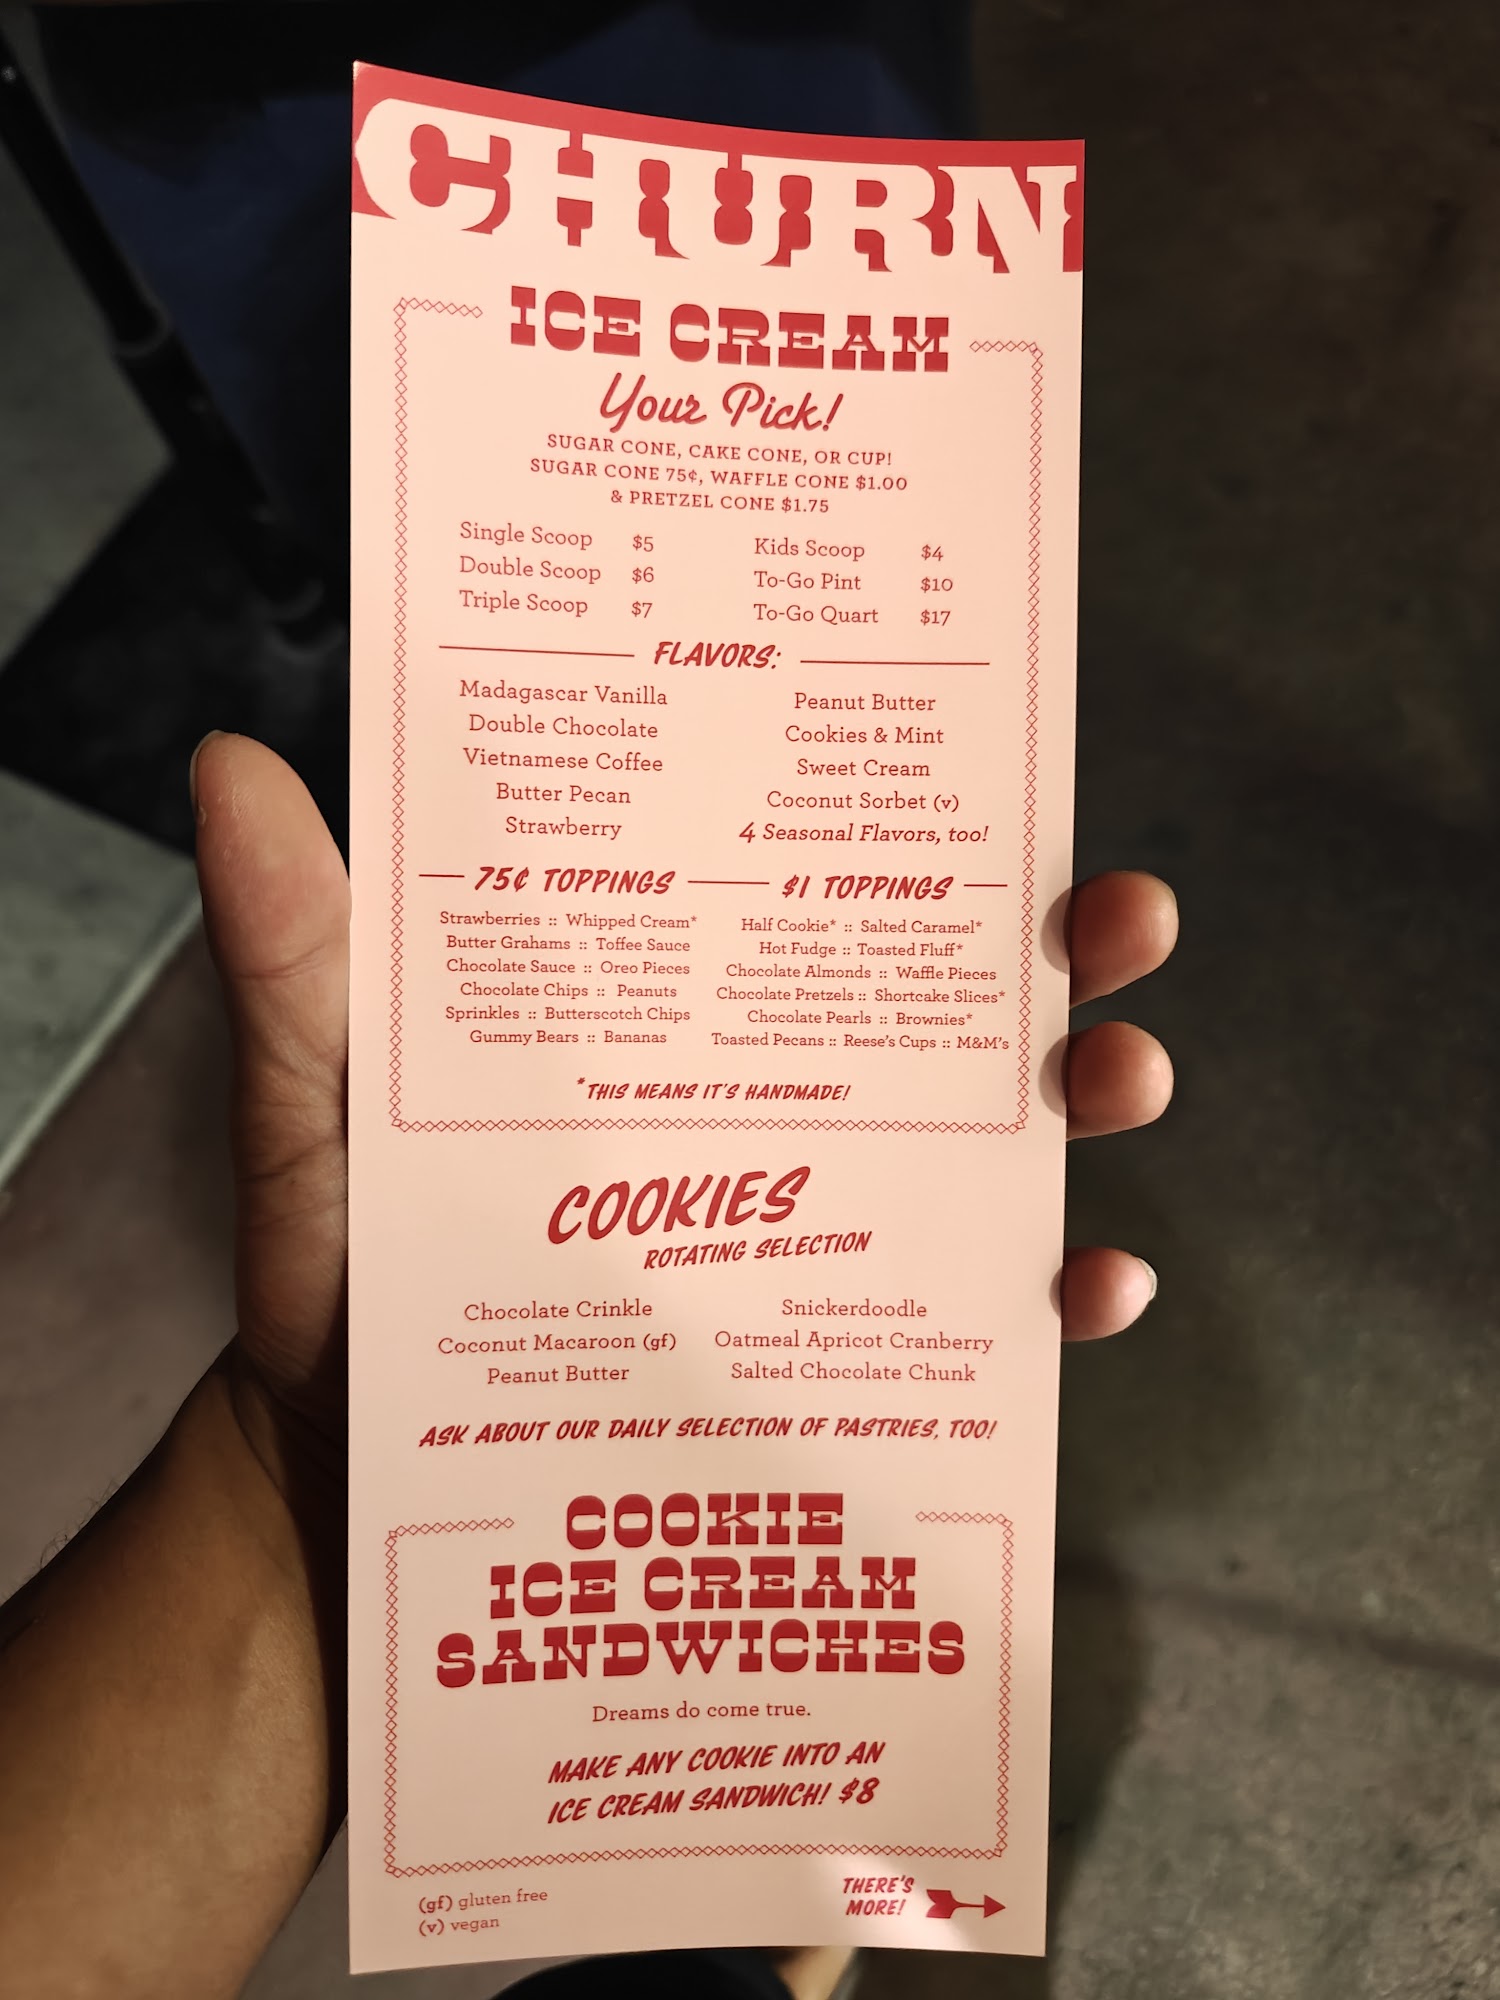 CHURN
ICE CREAM
Your Pick!
SUGAR CONE, CAKE CONE, OR CUP!
SUGAR CONE 75¢, WAFFLE CONE $1.00
& PRETZEL CONE $1.75
Single Scoop $5
Double Scoop $6
Triple Scoop $7
Kids Scoop $4
To-Go Pint $10
To-Go Quart $17
FLAVORS:
Madagascar Vanilla
Double Chocolate
Vietnamese Coffee
Butter Pecan
Strawberry
Peanut Butter
Cookies & Mint
Sweet Cream
Coconut Sorbet (v)
4 Seasonal Flavors, too!
75¢ TOPPINGS
Strawberries :: Whipped Cream*
Butter Grahams :: Toffee Sauce
Chocolate Sauce :: Oreo Pieces
Chocolate Chips :: Peanuts
Sprinkles :: Butterscotch Chips
Gummy Bears :: Bananas
$1 TOPPINGS
Half Cookie* :: Salted Caramel*
Hot Fudge :: Toasted Fluff*
Chocolate Almonds :: Waffle Pieces
Chocolate Pretzels :: Shortcake Slices*
Chocolate Pearls :: Brownies*
Toasted Pecans :: Reese's Cups :: M&M's
*THIS MEANS IT'S HANDMADE!
COOKIES
ROTATING SELECTION
Chocolate Crinkle
Coconut Macaroon (gf)
Peanut Butter
Snickerdoodle
Oatmeal Apricot Cranberry
Salted Chocolate Chunk
ASK ABOUT OUR DAILY SELECTION OF PASTRIES, TOO!
COOKIE
ICE CREAM
SANDWICHES
Dreams do come true.
MAKE ANY COOKIE INTO AN
ICE CREAM SANDWICH! $8
(gf) gluten free
(v) vegan
THERE'S
MORE!